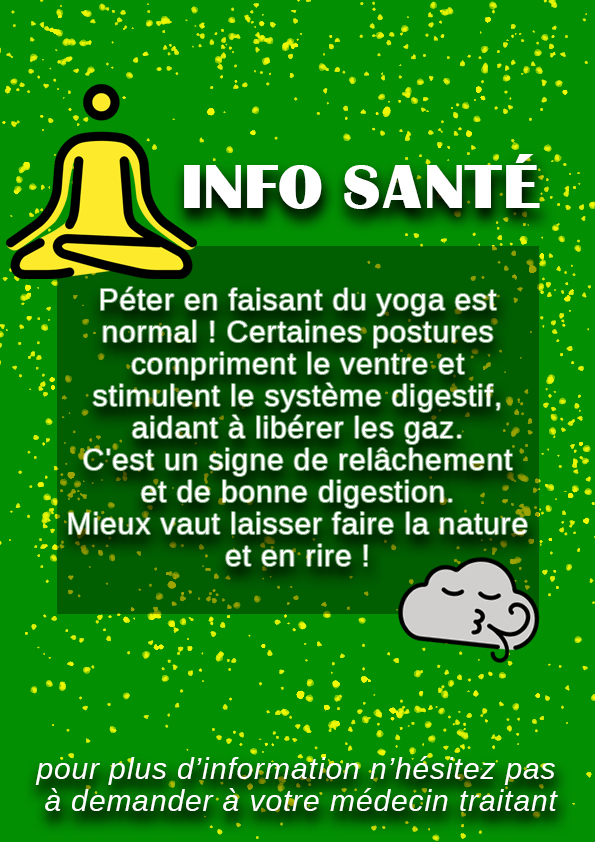 INFO SANTÉ
Péter en faisant du yoga est
normal ! Certaines postures
compriment le ventre et
stimulent le système digestif,
aidant à libérer les gaz.
C'est un signe de relâchement
et de bonne digestion.
Mieux vaut laisser faire la nature
et en rire !
pour plus d’information n’hésitez pas
à demander à votre médecin traitant